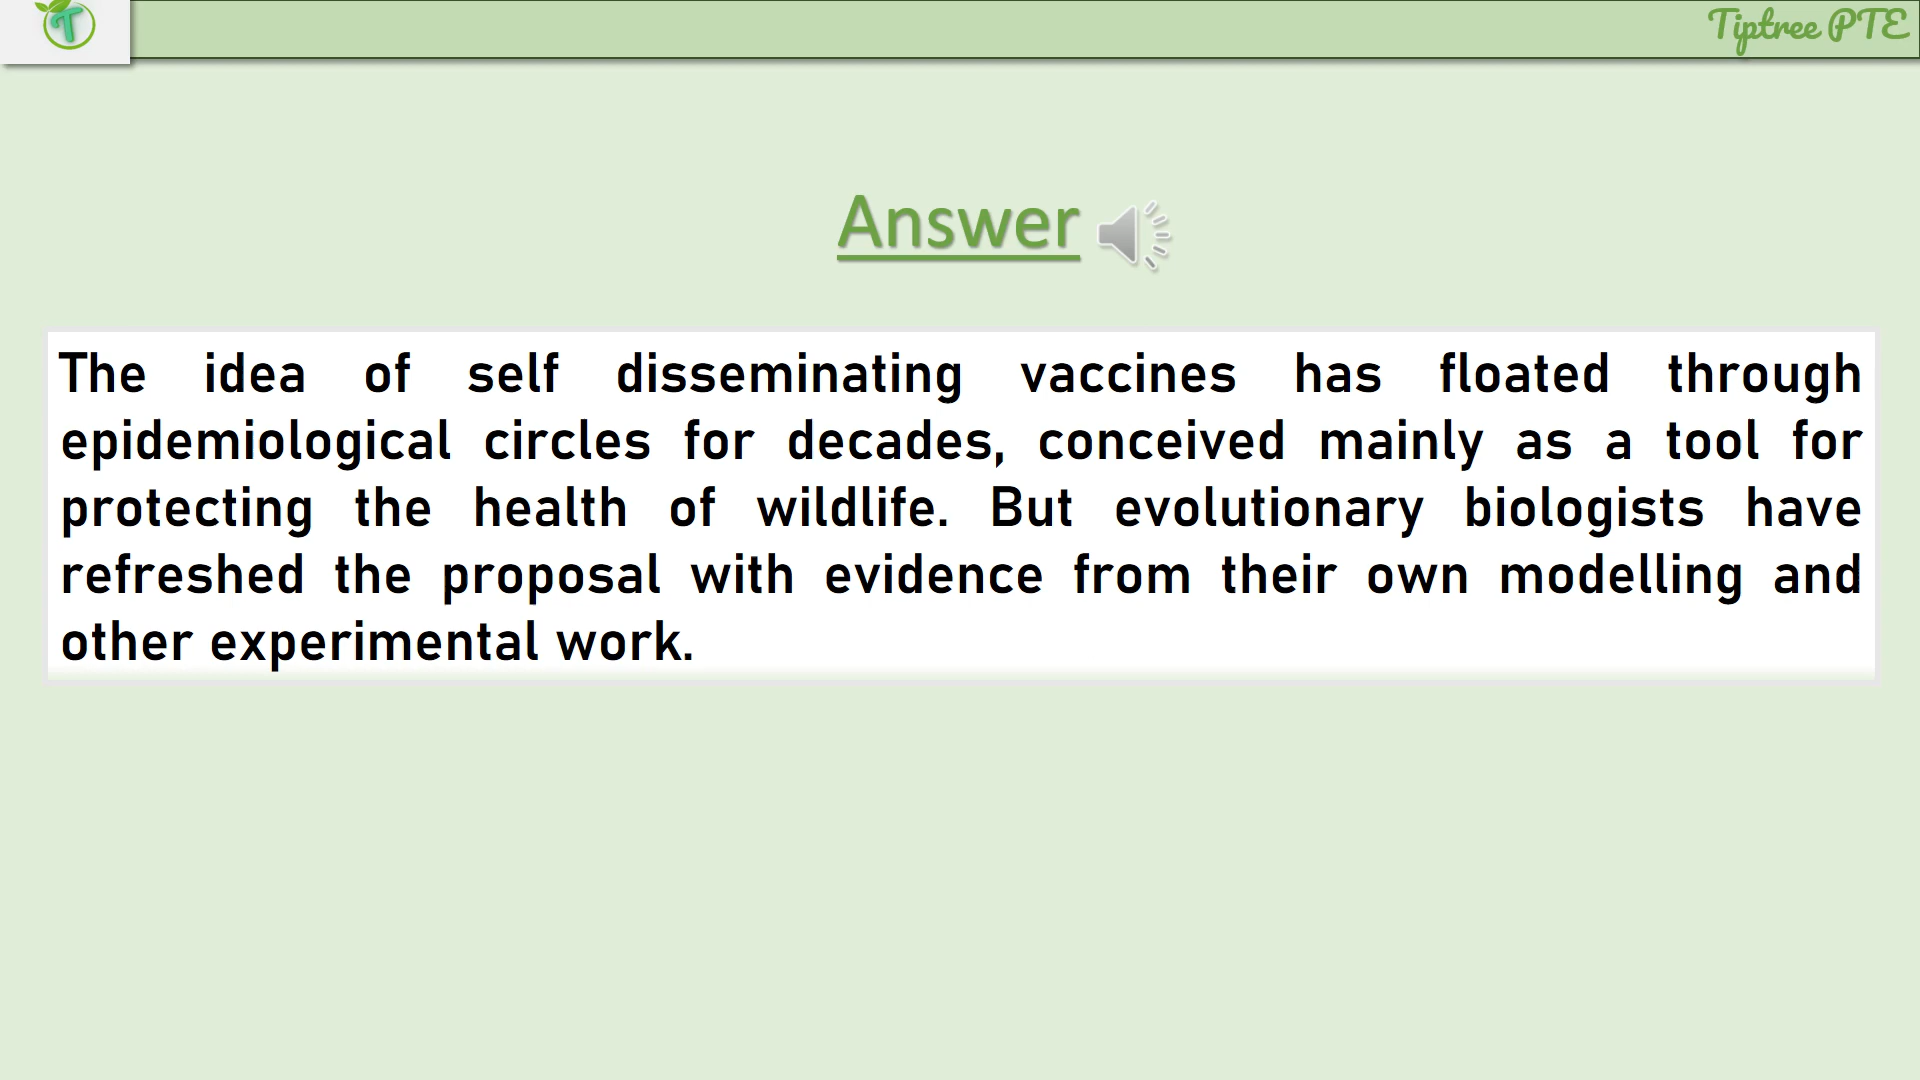 T
Tiptree PTE
Answer
The idea of self disseminating vaccines has floated through
epidemiological circles for decades, conceived mainly as a tool for
protecting the health of wildlife. But evolutionary biologists have
refreshed the proposal with evidence from their own modelling and
other experimental work.